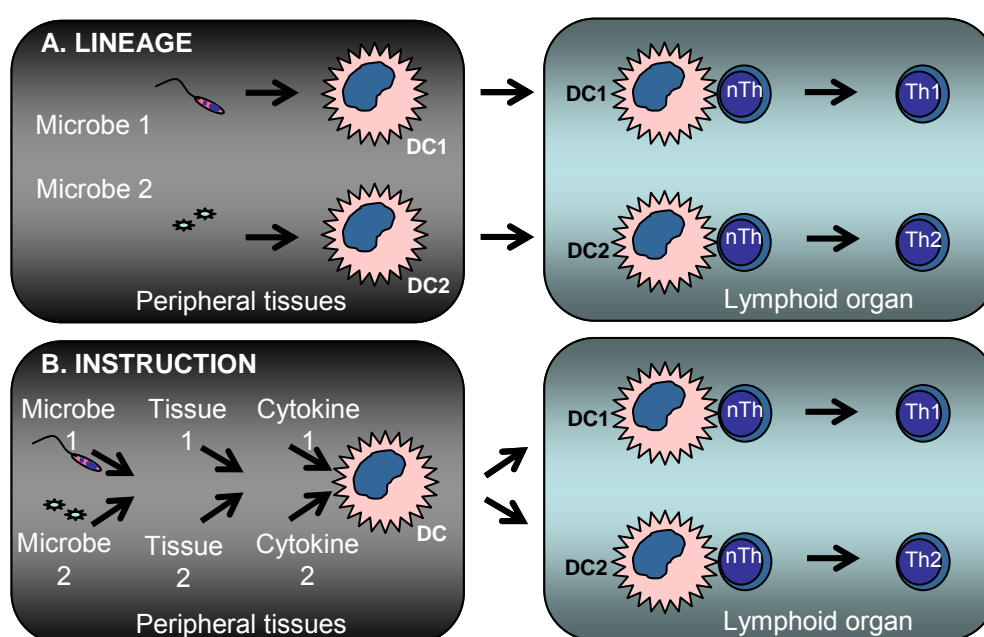 A. LINEAGE
Microbe 1
DC1
Microbe 2
DC2
Peripheral tissues
DC1
nTh
Th1
DC2
nTh
Th2
Lymphoid organ
B. INSTRUCTION
Microbe
1
Tissue
1
Cytokine
1
DC
Microbe
2
Tissue
2
Cytokine
2
Peripheral tissues
DC1
nTh
Th1
DC2
nTh
Th2
Lymphoid organ